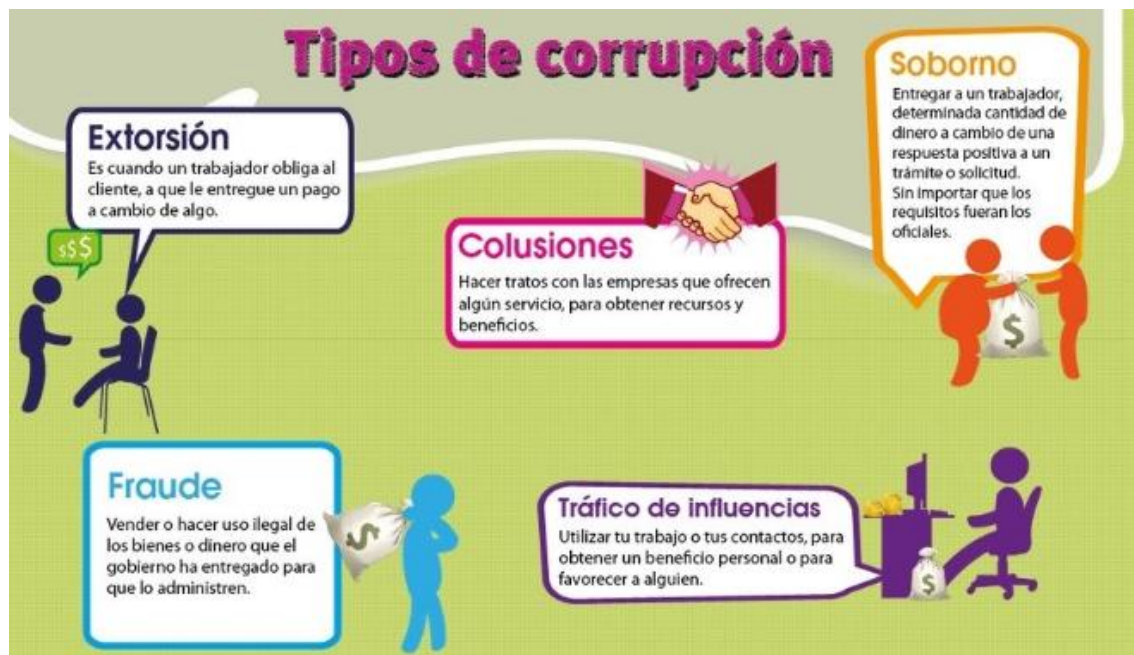 Tipos de corrupción
Extorsión
Es cuando un trabajador obliga al
cliente, a que le entregue un pago
a cambio de algo.
$$$
Colusiones
Hacer tratos con las empresas que ofrecen
algún servicio, para obtener recursos y
beneficios.
Soborno
Entregar a un trabajador,
determinada cantidad de
dinero a cambio de una
respuesta positiva a un
trámite o solicitud.
Sin importar que los
requisitos fueran los
oficiales.
$
Fraude
Vender o hacer uso ilegal de
los bienes o dinero que el
gobierno ha entregado para
que lo administren.
$
Tráfico de influencias
Utilizar tu trabajo o tus contactos, para
obtener un beneficio personal o para
favorecer a alguien.
$